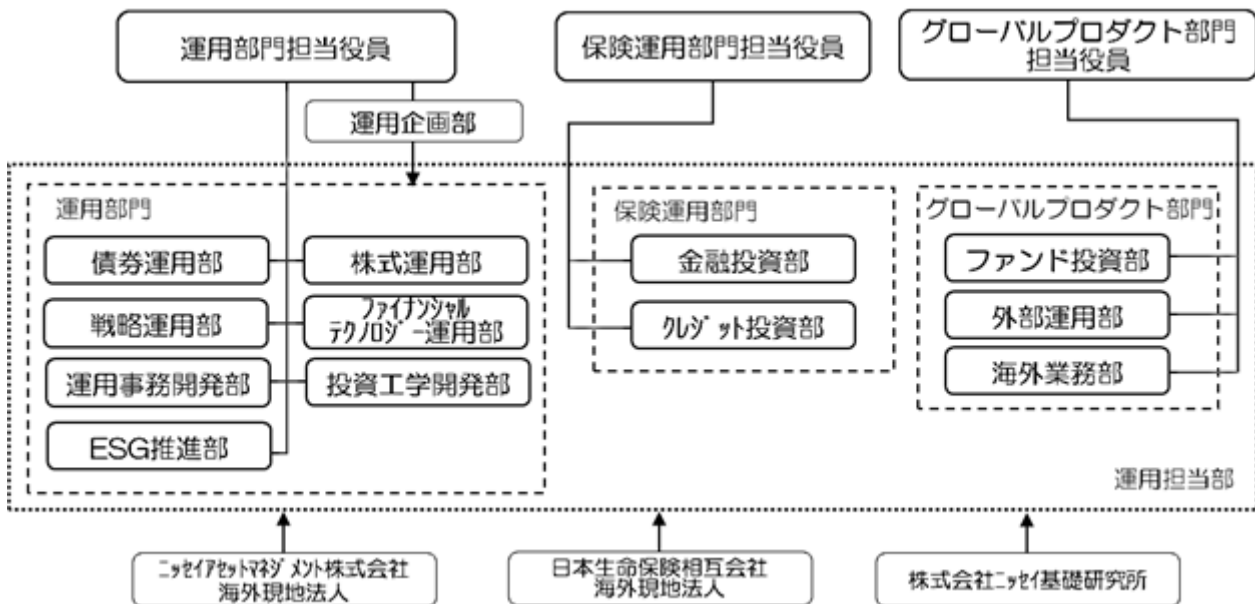 運用部門担当役員
保険運用部門担当役員
グローバルプロダクト部門
担当役員
運用企画部
運用部門
債券運用部
株式運用部
戦略運用部
ファイナンシャル
テクノロジー運用部
運用事務開発部
投資工学開発部
ESG推進部
保険運用部門
金融投資部
クレジット投資部
グローバルプロダクト部門
ファンド投資部
外部運用部
海外業務部
運用担当部
ニッセイアセットマネジメント株式会社
海外現地法人
日本生命保険相互会社
海外現地法人
株式会社ニッセイ基礎研究所